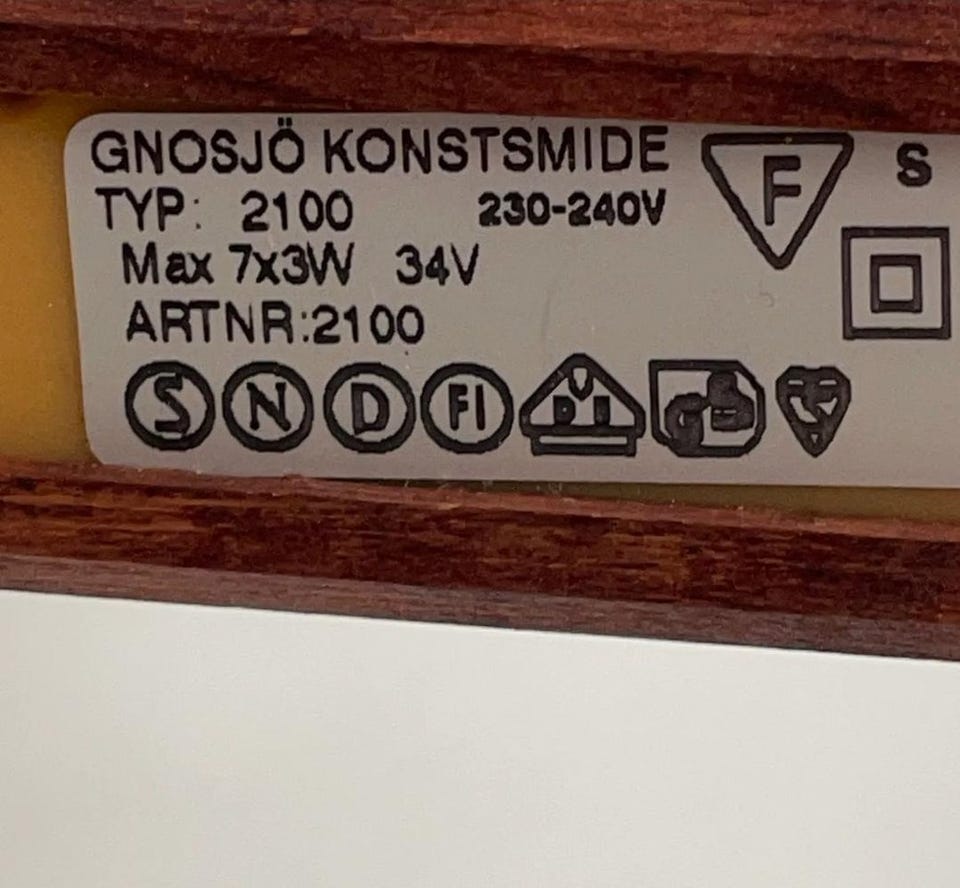 GNOSJÖ KONSTSMIDE
TYP: 2100 230-240V
Max 7x3W 34V
ARTNR:2100
F S
S N D FI